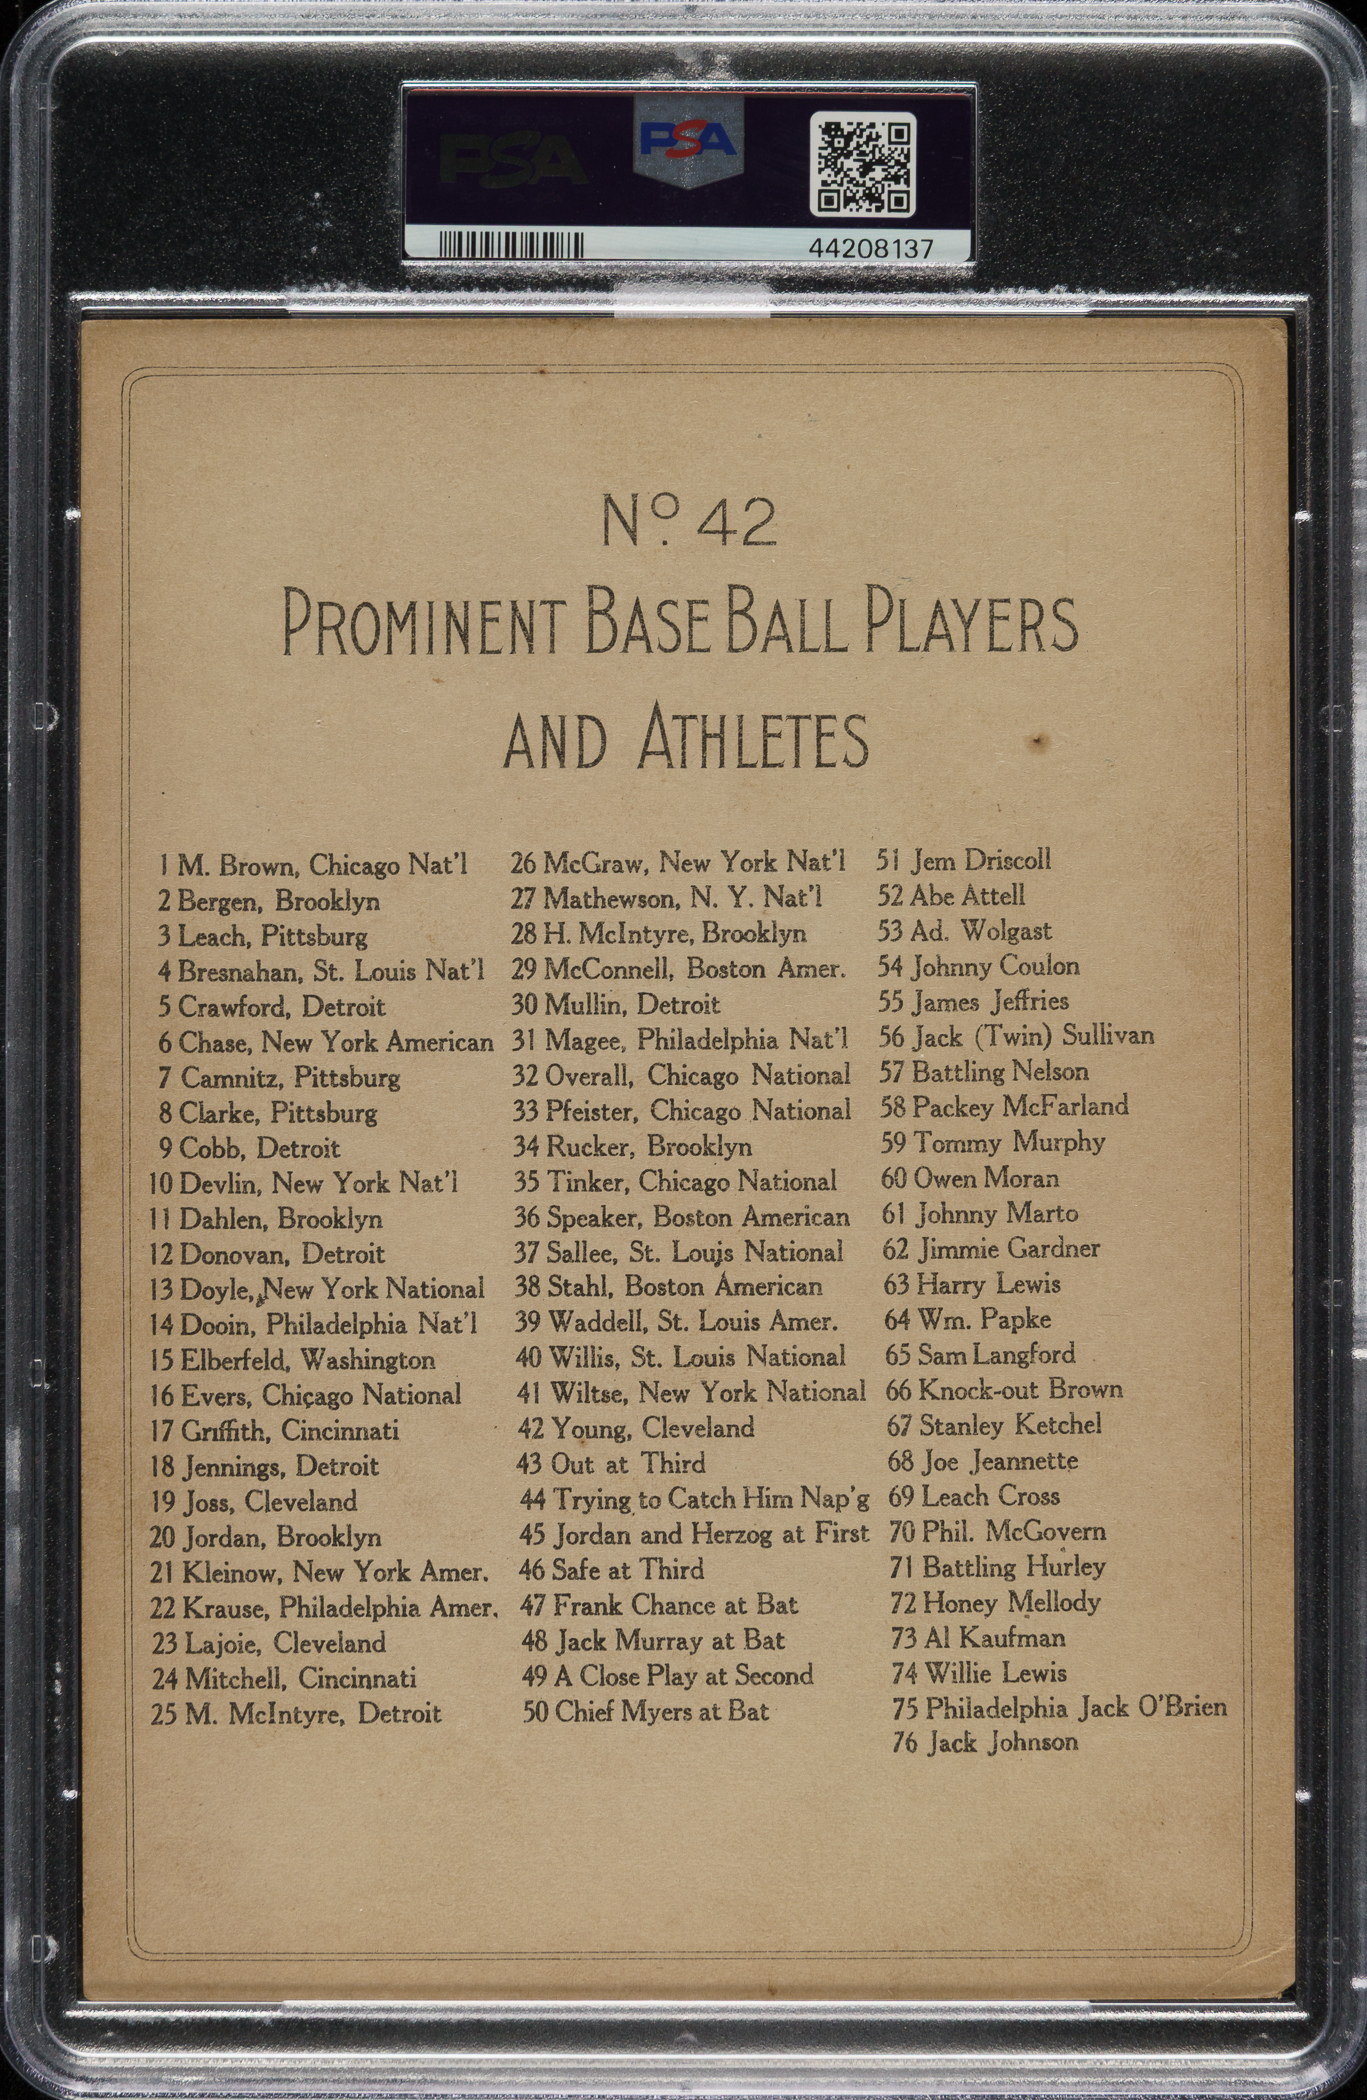 PSA
PSA
44208137
Nº. 42
PROMINENT BASE BALL PLAYERS
AND ATHLETES
1 M. Brown, Chicago Nat'l
2 Bergen, Brooklyn
3 Leach, Pittsburg
4 Bresnahan, St. Louis Nat'l
5 Crawford, Detroit
6 Chase, New York American
7 Camnitz, Pittsburg
8 Clarke, Pittsburg
9 Cobb, Detroit
10 Devlin, New York Nat'l
11 Dahlen, Brooklyn
12 Donovan, Detroit
13 Doyle, New York National
14 Dooin, Philadelphia Nat'l
15 Elberfeld, Washington
16 Evers, Chicago National
17 Griffith, Cincinnati
18 Jennings, Detroit
19 Joss, Cleveland
20 Jordan, Brooklyn
21 Kleinow, New York Amer.
22 Krause, Philadelphia Amer.
23 Lajoie, Cleveland
24 Mitchell, Cincinnati
25 M. McIntyre, Detroit
26 McGraw, New York Nat'l
27 Mathewson, N. Y. Nat'l
28 H. McIntyre, Brooklyn
29 McConnell, Boston Amer.
30 Mullin, Detroit
31 Magee, Philadelphia Nat'l
32 Overall, Chicago National
33 Pfeister, Chicago National
34 Rucker, Brooklyn
35 Tinker, Chicago National
36 Speaker, Boston American
37 Sallee, St. Louis National
38 Stahl, Boston American
39 Waddell, St. Louis Amer.
40 Willis, St. Louis National
41 Wiltse, New York National
42 Young, Cleveland
43 Out at Third
44 Trying to Catch Him Nap'g
45 Jordan and Herzog at First
46 Safe at Third
47 Frank Chance at Bat
48 Jack Murray at Bat
49 A Close Play at Second
50 Chief Myers at Bat
51 Jem Driscoll
52 Abe Attell
53 Ad. Wolgast
54 Johnny Coulon
55 James Jeffries
56 Jack (Twin) Sullivan
57 Battling Nelson
58 Packey McFarland
59 Tommy Murphy
60 Owen Moran
61 Johnny Marto
62 Jimmie Gardner
63 Harry Lewis
64 Wm. Papke
65 Sam Langford
66 Knock-out Brown
67 Stanley Ketchel
68 Joe Jeannette
69 Leach Cross
70 Phil. McGovern
71 Battling Hurley
72 Honey Mellody
73 Al Kaufman
74 Willie Lewis
75 Philadelphia Jack O'Brien
76 Jack Johnson